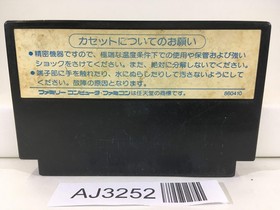 カセットについてのお願い
●精密機器ですので、極端な温度条件下での使用や保管および強い
ショックをさけてください。また、絶対に分解しないでください。
●端子部に手を触れたり、水にぬらしたりして汚さないようにして
ください。故障の原因となります。
ファミリー コンピュータ・ファミコンは任天堂の商標です。
860410
AJ3252